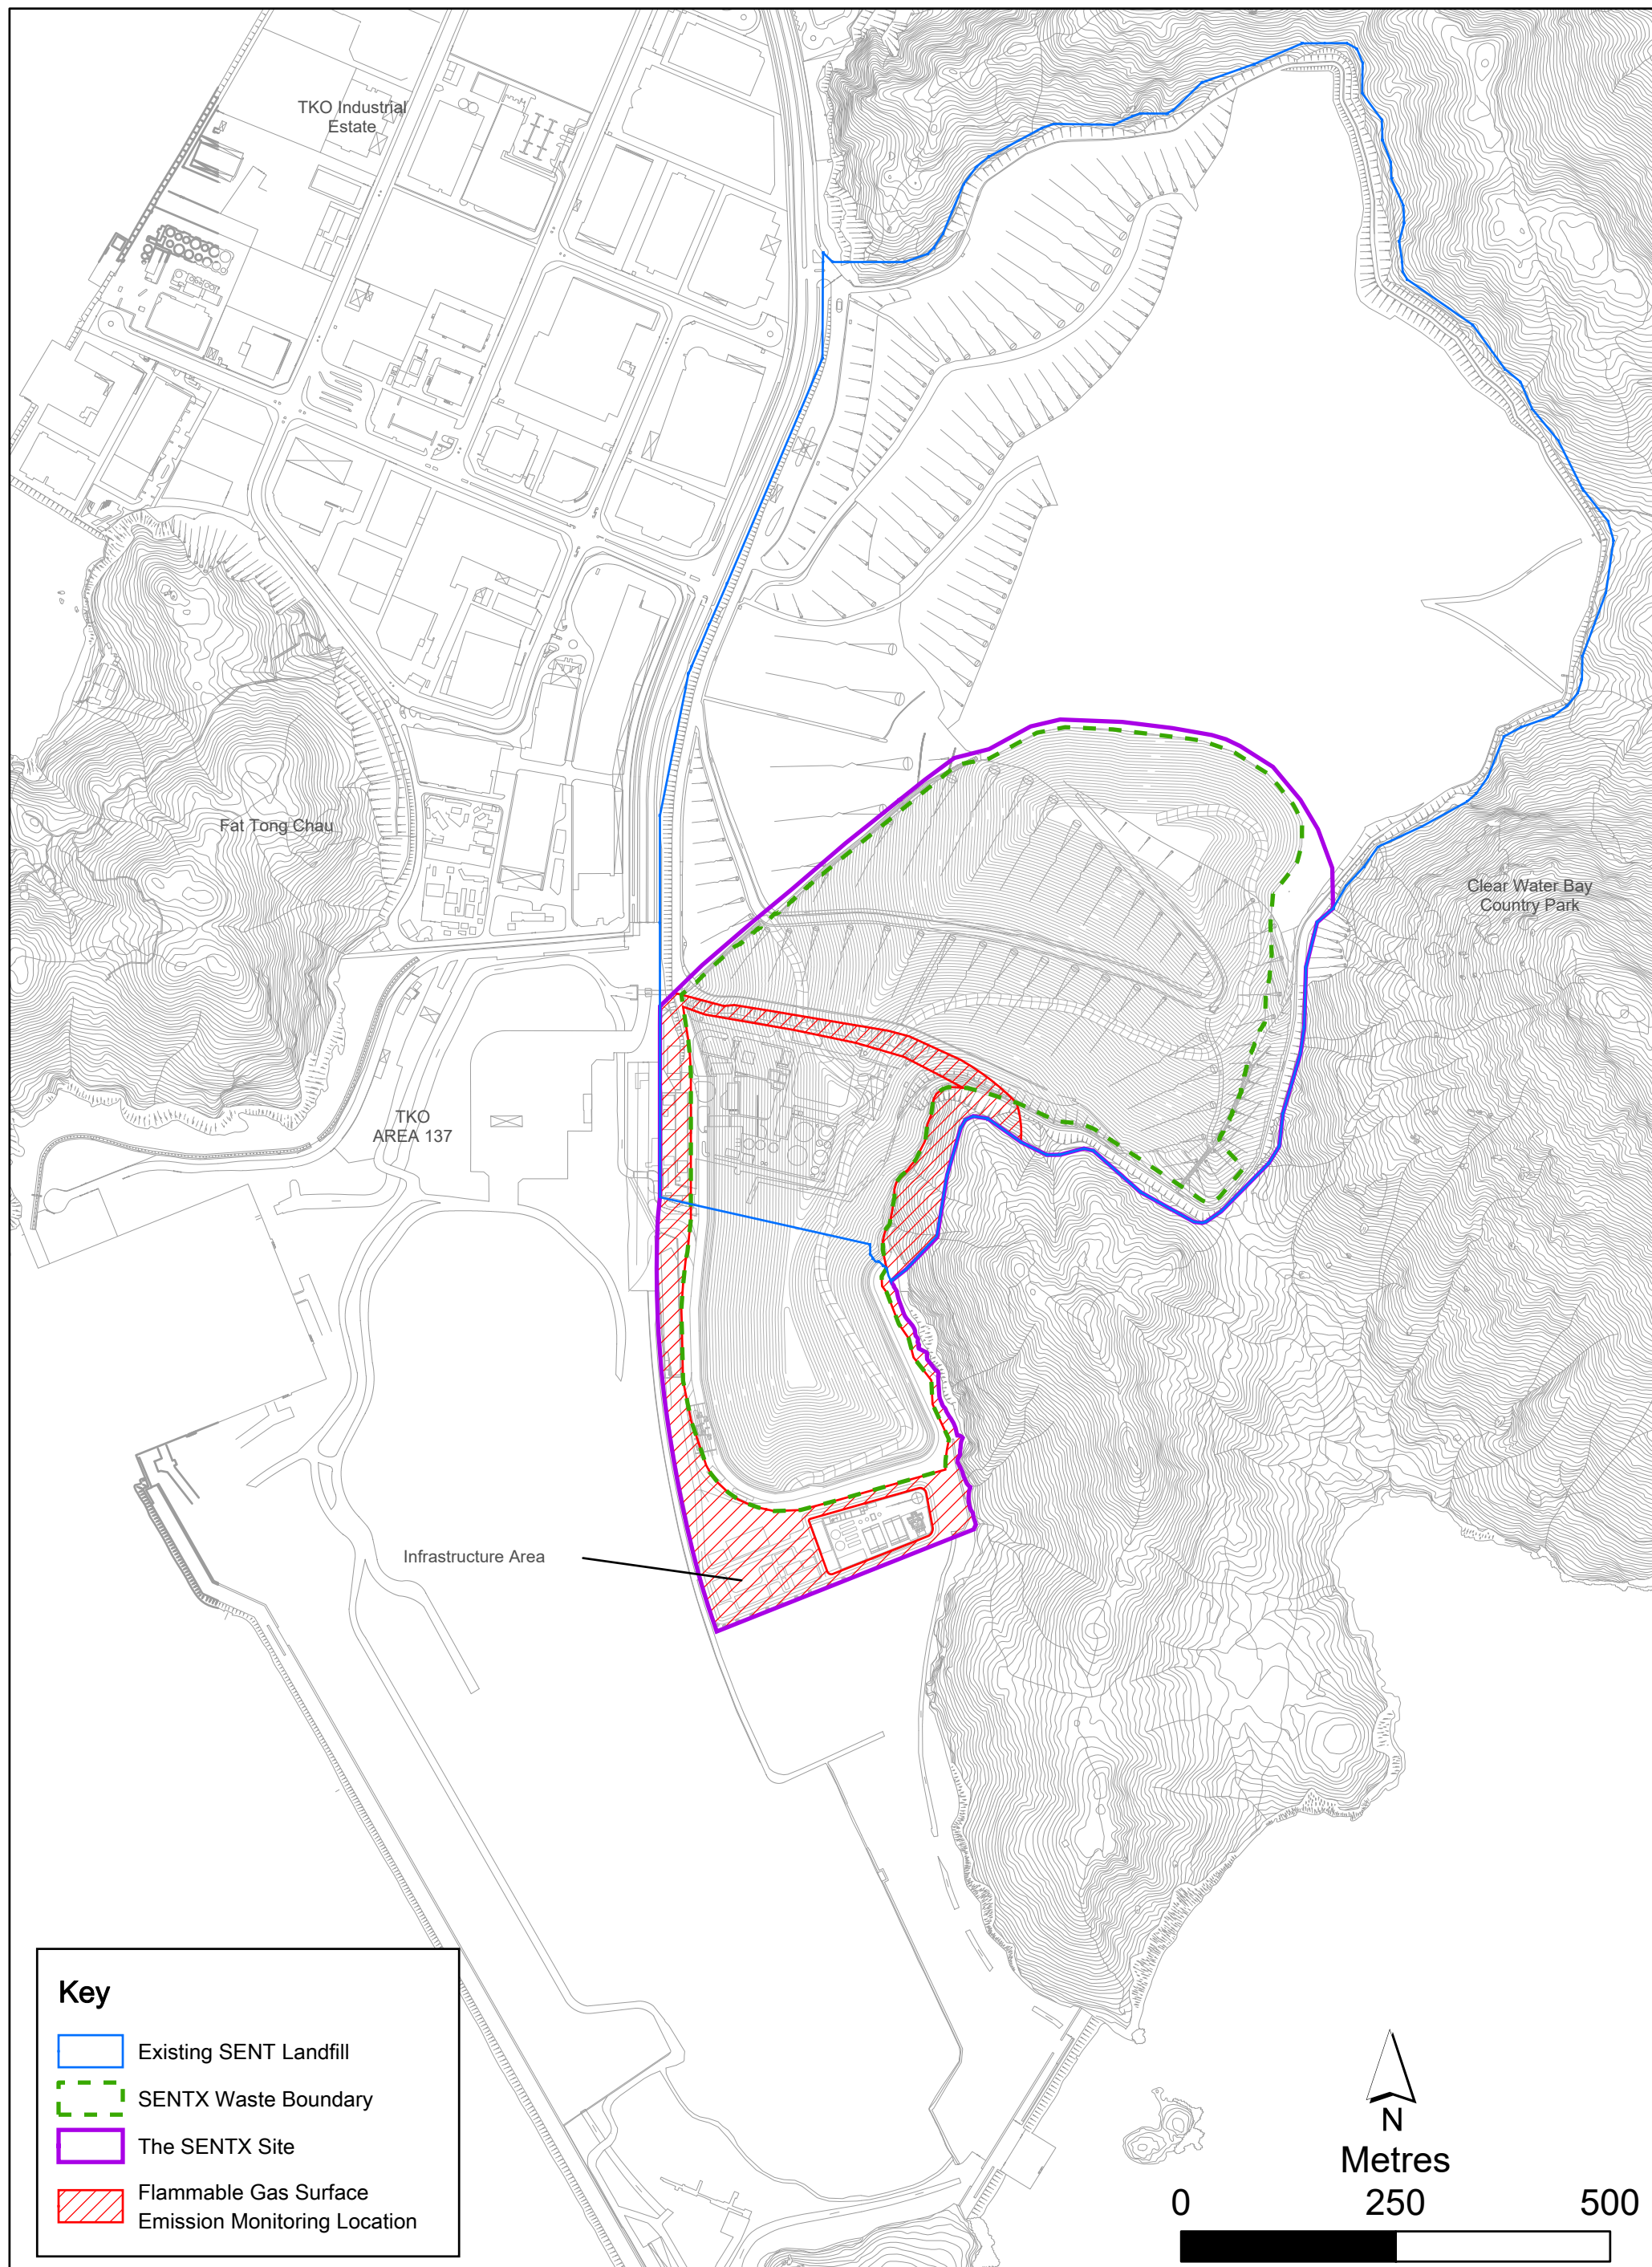 TKO Industrial
Estate
Fat Tong Chau
Clear Water Bay
Country Park
TKO
AREA 137
Infrastructure Area
Key
Existing SENT Landfill
SENTX Waste Boundary
The SENTX Site
Flammable Gas Surface
Emission Monitoring Location
N
Metres
0 250 500